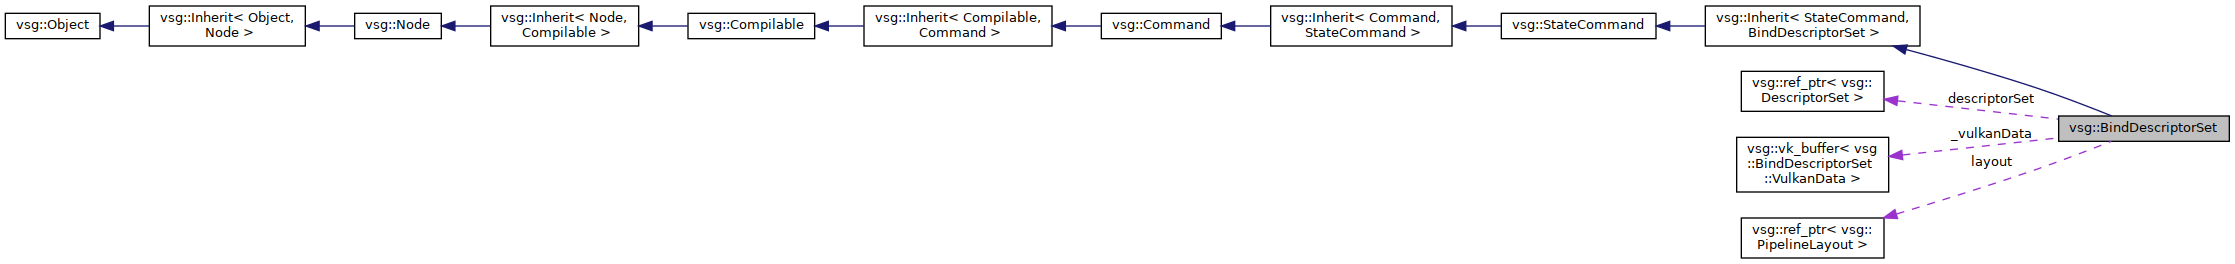 vsg::Object
vsg::Inherit< Object,
Node >
vsg::Node
vsg::Inherit< Node,
Compilable >
vsg::Compilable
vsg::Inherit< Compilable,
Command >
vsg::Command
vsg::Inherit< Command,
StateCommand >
vsg::StateCommand
vsg::Inherit< StateCommand,
BindDescriptorSet >
vsg::ref_ptr< vsg::
DescriptorSet >
descriptorSet
vsg::BindDescriptorSet
_vulkanData
vsg::vk_buffer< vsg
::BindDescriptorSet
::VulkanData >
layout
vsg::ref_ptr< vsg::
PipelineLayout >